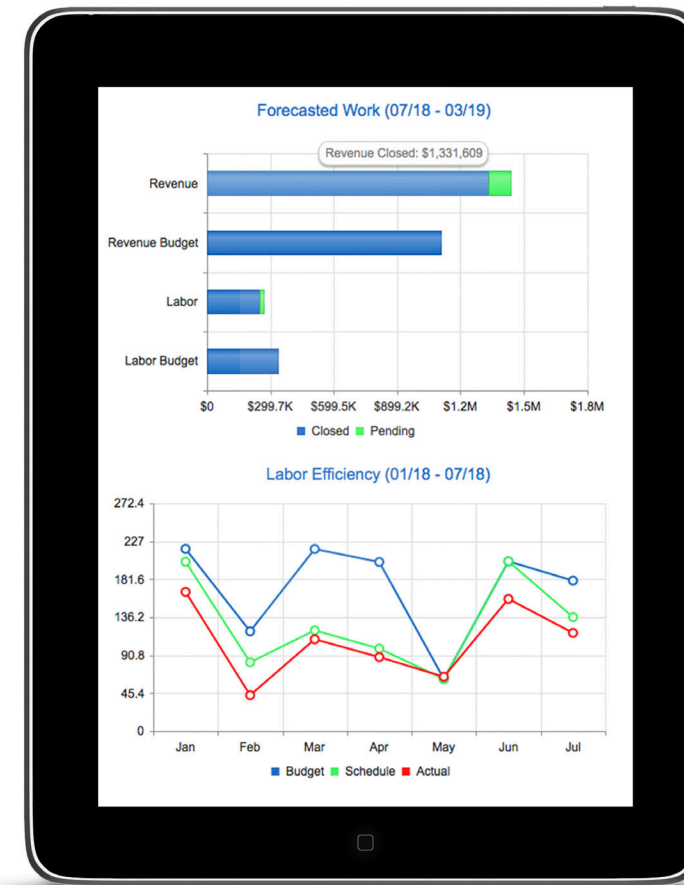 Forecasted Work (07/18 - 03/19)
Revenue Closed: $1,331,609
Revenue
Revenue Budget
Labor
Labor Budget
$0 $299.7K $599.5K $899.2K $1.2M $1.5M $1.8M
Closed Pending
Labor Efficiency (01/18 - 07/18)
272.4
227
181.6
136.2
90.8
45.4
0
Jan Feb Mar Apr May Jun Jul
Budget Schedule Actual